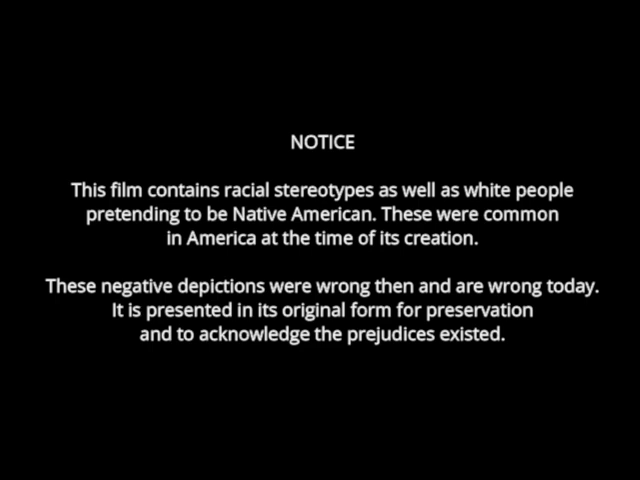 NOTICE
This film contains racial stereotypes as well as white people
pretending to be Native American. These were common
in America at the time of its creation.
These negative depictions were wrong then and are wrong today.
It is presented in its original form for preservation
and to acknowledge the prejudices existed.